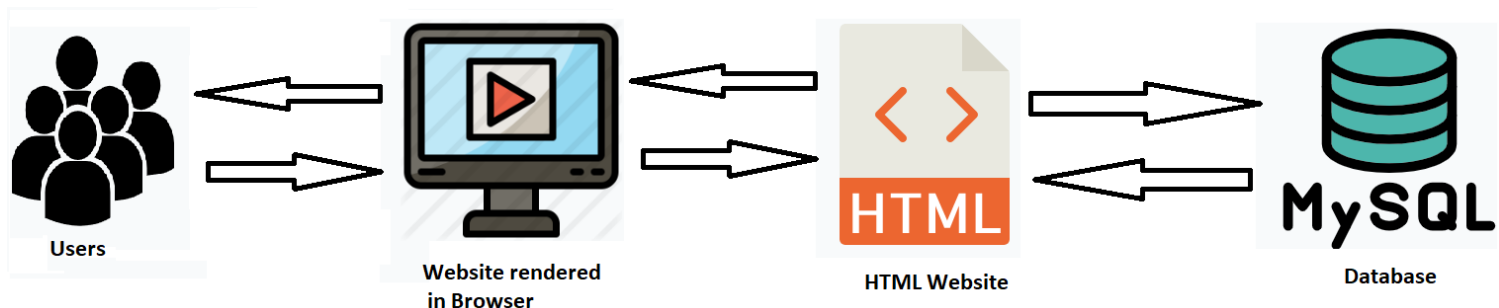 HTML
MySQL
Users
Website rendered
in Browser
HTML Website
Database